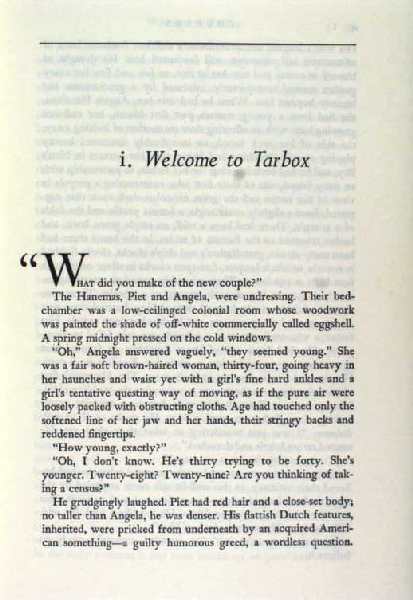 i. Welcome to Tarbox
“WHAT did you make of the new couple?”
The Hanemas, Piet and Angela, were undressing. Their bed-
chamber was a low-ceilinged colonial room whose woodwork
was painted the shade of off-white commercially called eggshell.
A spring midnight pressed on the cold windows.
“Oh,” Angela answered vaguely, “they seemed young.” She
was a fair soft brown-haired woman, thirty-four, going heavy in
her haunches and waist yet with a girl's fine hard ankles and a
girl's tentative questing way of moving, as if the pure air were
loosely packed with obstructing cloths. Age had touched only the
softened line of her jaw and her hands, their stringy backs and
reddened fingertips.
“How young, exactly?”
“Oh, I don't know. He's thirty trying to be forty. She's
younger. Twenty-eight? Twenty-nine? Are you thinking of tak-
ing a census?”
He grudgingly laughed. Piet had red hair and a close-set body;
no taller than Angela, he was denser. His flattish Dutch features,
inherited, were pricked from underneath by an acquired Ameri-
can something—a guilty humorous greed, a wordless question.